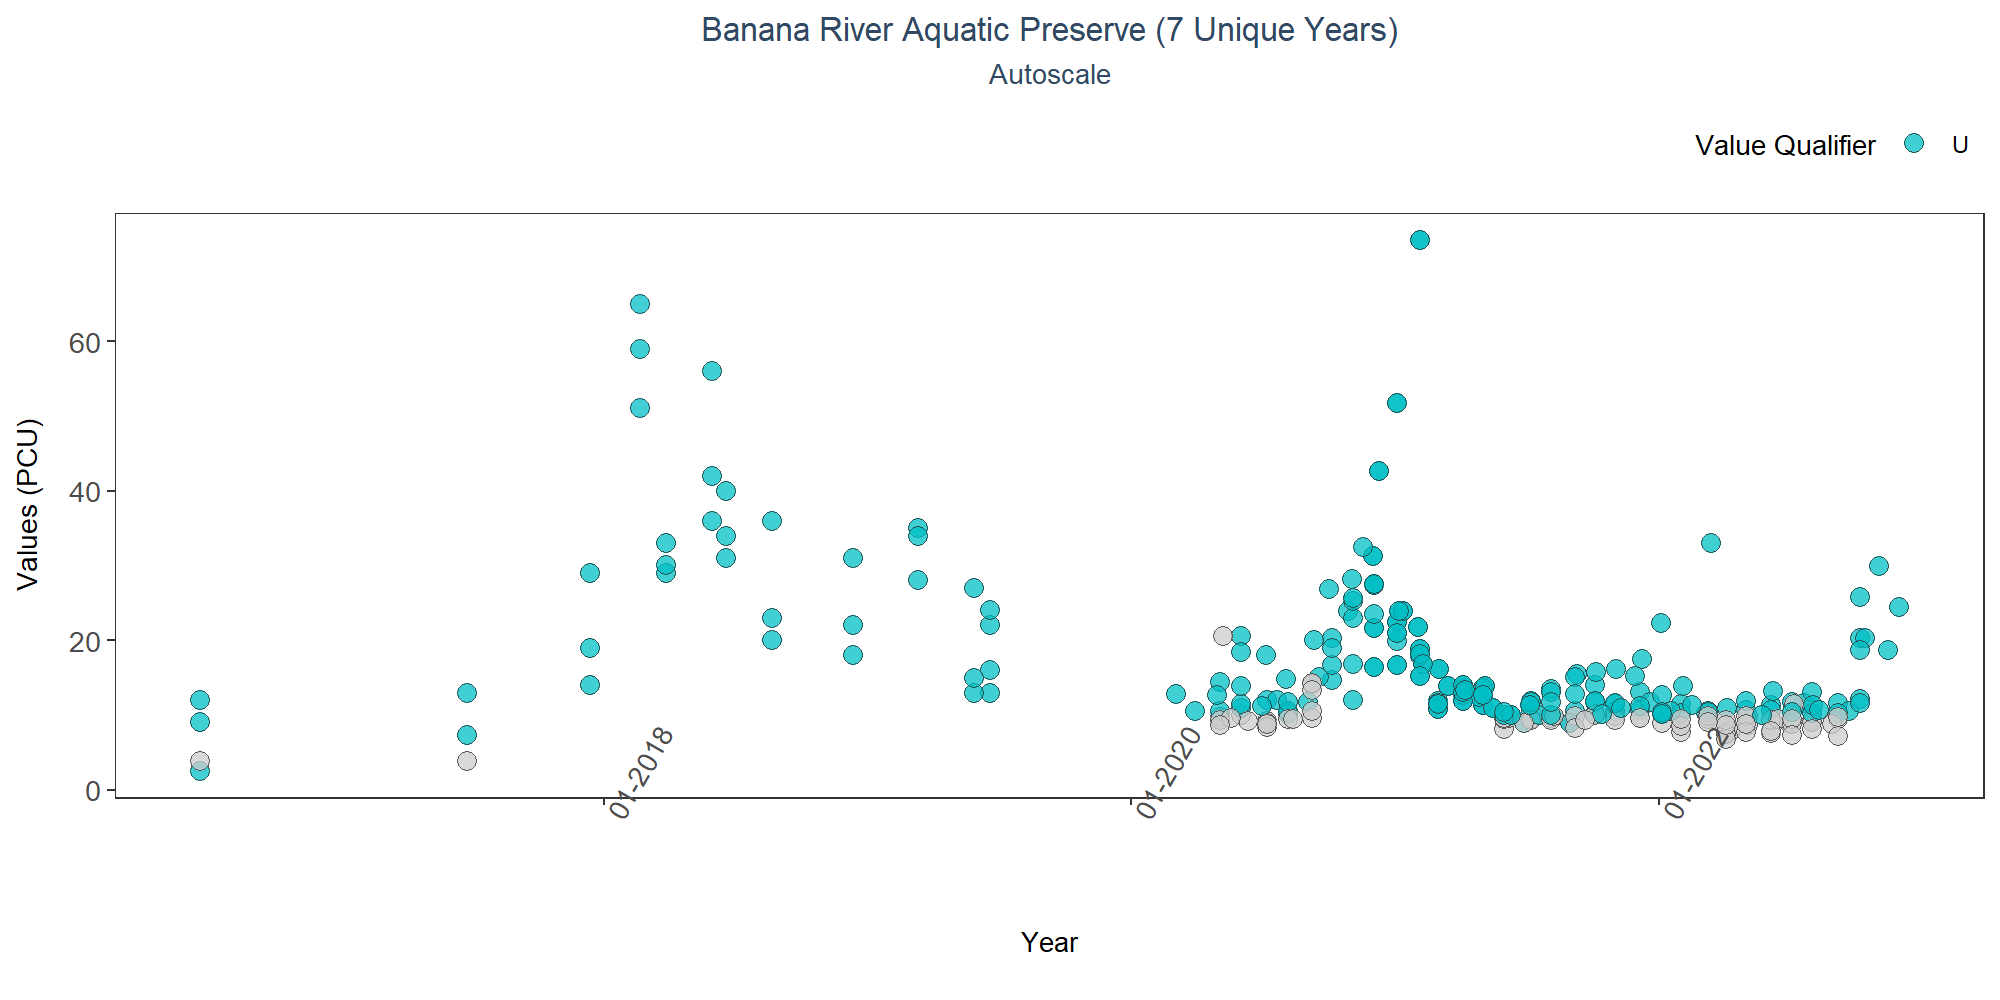 Banana River Aquatic Preserve (7 Unique Years)
Autoscale
Value Qualifier U
Values (PCU)
60
40
20
0
01-2018
01-2020
01-2022
Year